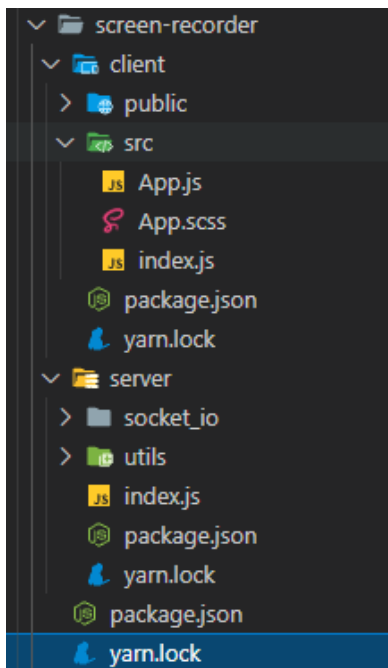 screen-recorder
client
public
src
JS App.js
App.scss
JS index.js
package.json
yarn.lock
server
socket_io
utils
JS index.js
package.json
yarn.lock
package.json
yarn.lock